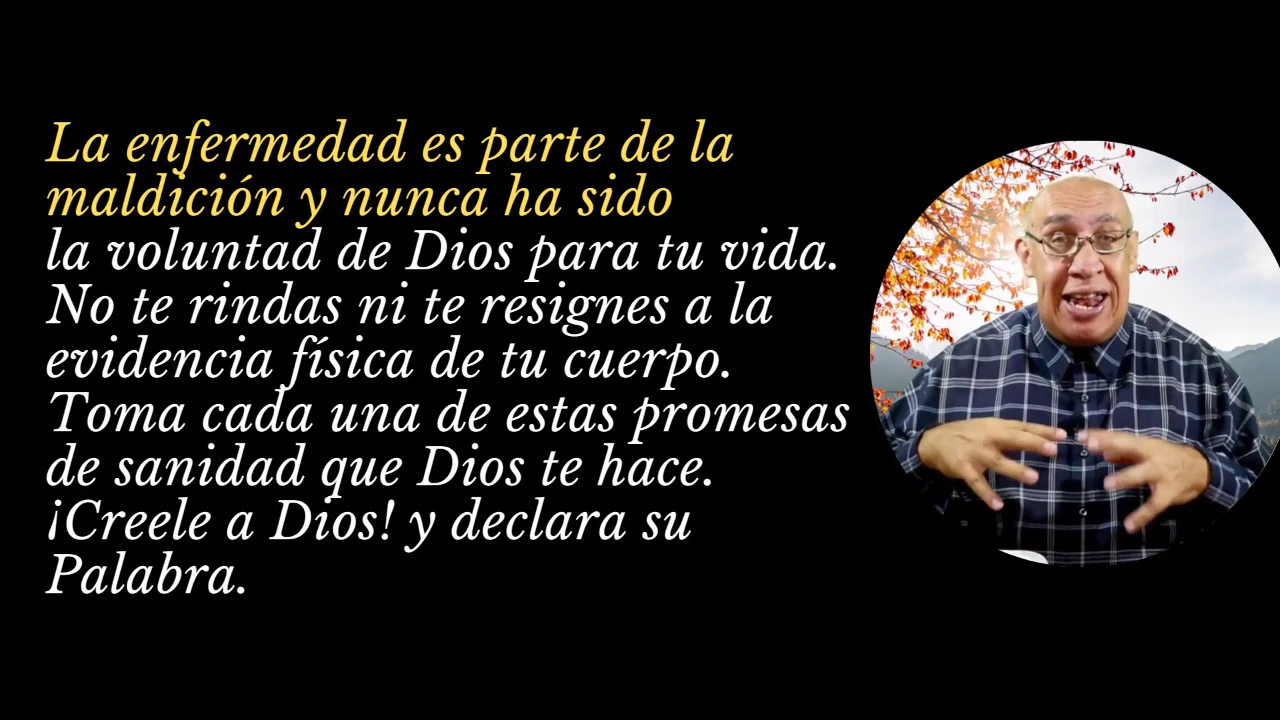 La enfermedad es parte de la
maldición y nunca ha sido
la voluntad de Dios para tu vida.
No te rindas ni te resignes a la
evidencia física de tu cuerpo.
Toma cada una de estas promesas
de sanidad que Dios te hace.
¡Creele a Dios! y declara su
Palabra.